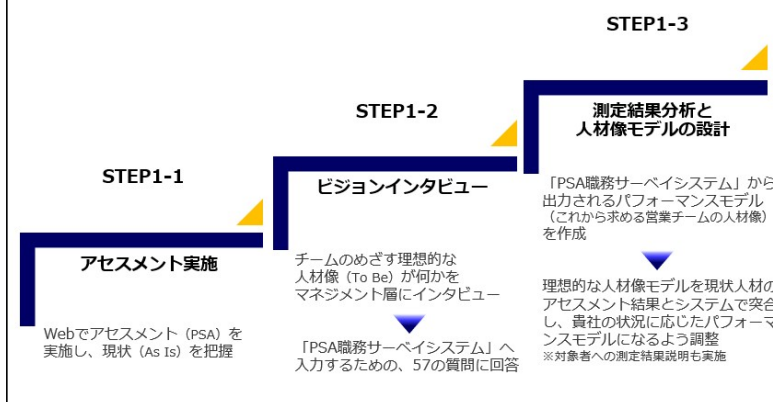 STEP1-1
アセスメント実施
Webでアセスメント（PSA）を
実施し、現状（As Is）を把握
STEP1-2
ビジョンインタビュー
チームのめざす理想的な
人材像（To Be）が何かを
マネジメント層にインタビュー
「PSA職務サーベイシステム」へ
入力するための、57の質問に回答
STEP1-3
測定結果分析と
人材像モデルの設計
「PSA職務サーベイシステム」から
出力されるパフォーマンスモデル
（これから求める営業チームの人材像）
を作成
理想的な人材像モデルを現状人材の
アセスメント結果とシステムで突合
し、貴社の状況に応じたパフォーマ
ンスモデルになるよう調整
※対象者への測定結果説明も実施